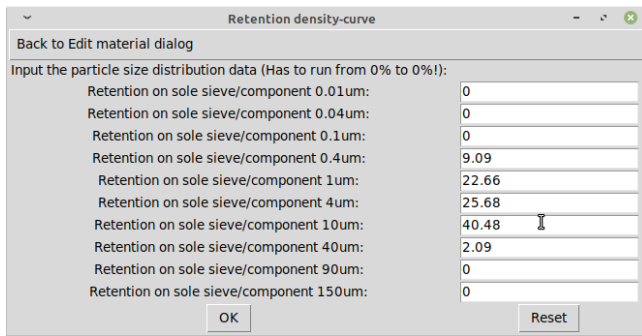 Retention density-curve
Back to Edit material dialog
Input the particle size distribution data (Has to run from 0% to 0%!):
Retention on sole sieve/component 0.01um: 0
Retention on sole sieve/component 0.04um: 0
Retention on sole sieve/component 0.1um: 0
Retention on sole sieve/component 0.4um: 9.09
Retention on sole sieve/component 1um: 22.66
Retention on sole sieve/component 4um: 25.68
Retention on sole sieve/component 10um: 40.48
Retention on sole sieve/component 40um: 2.09
Retention on sole sieve/component 90um: 0
Retention on sole sieve/component 150um: 0
OK Reset